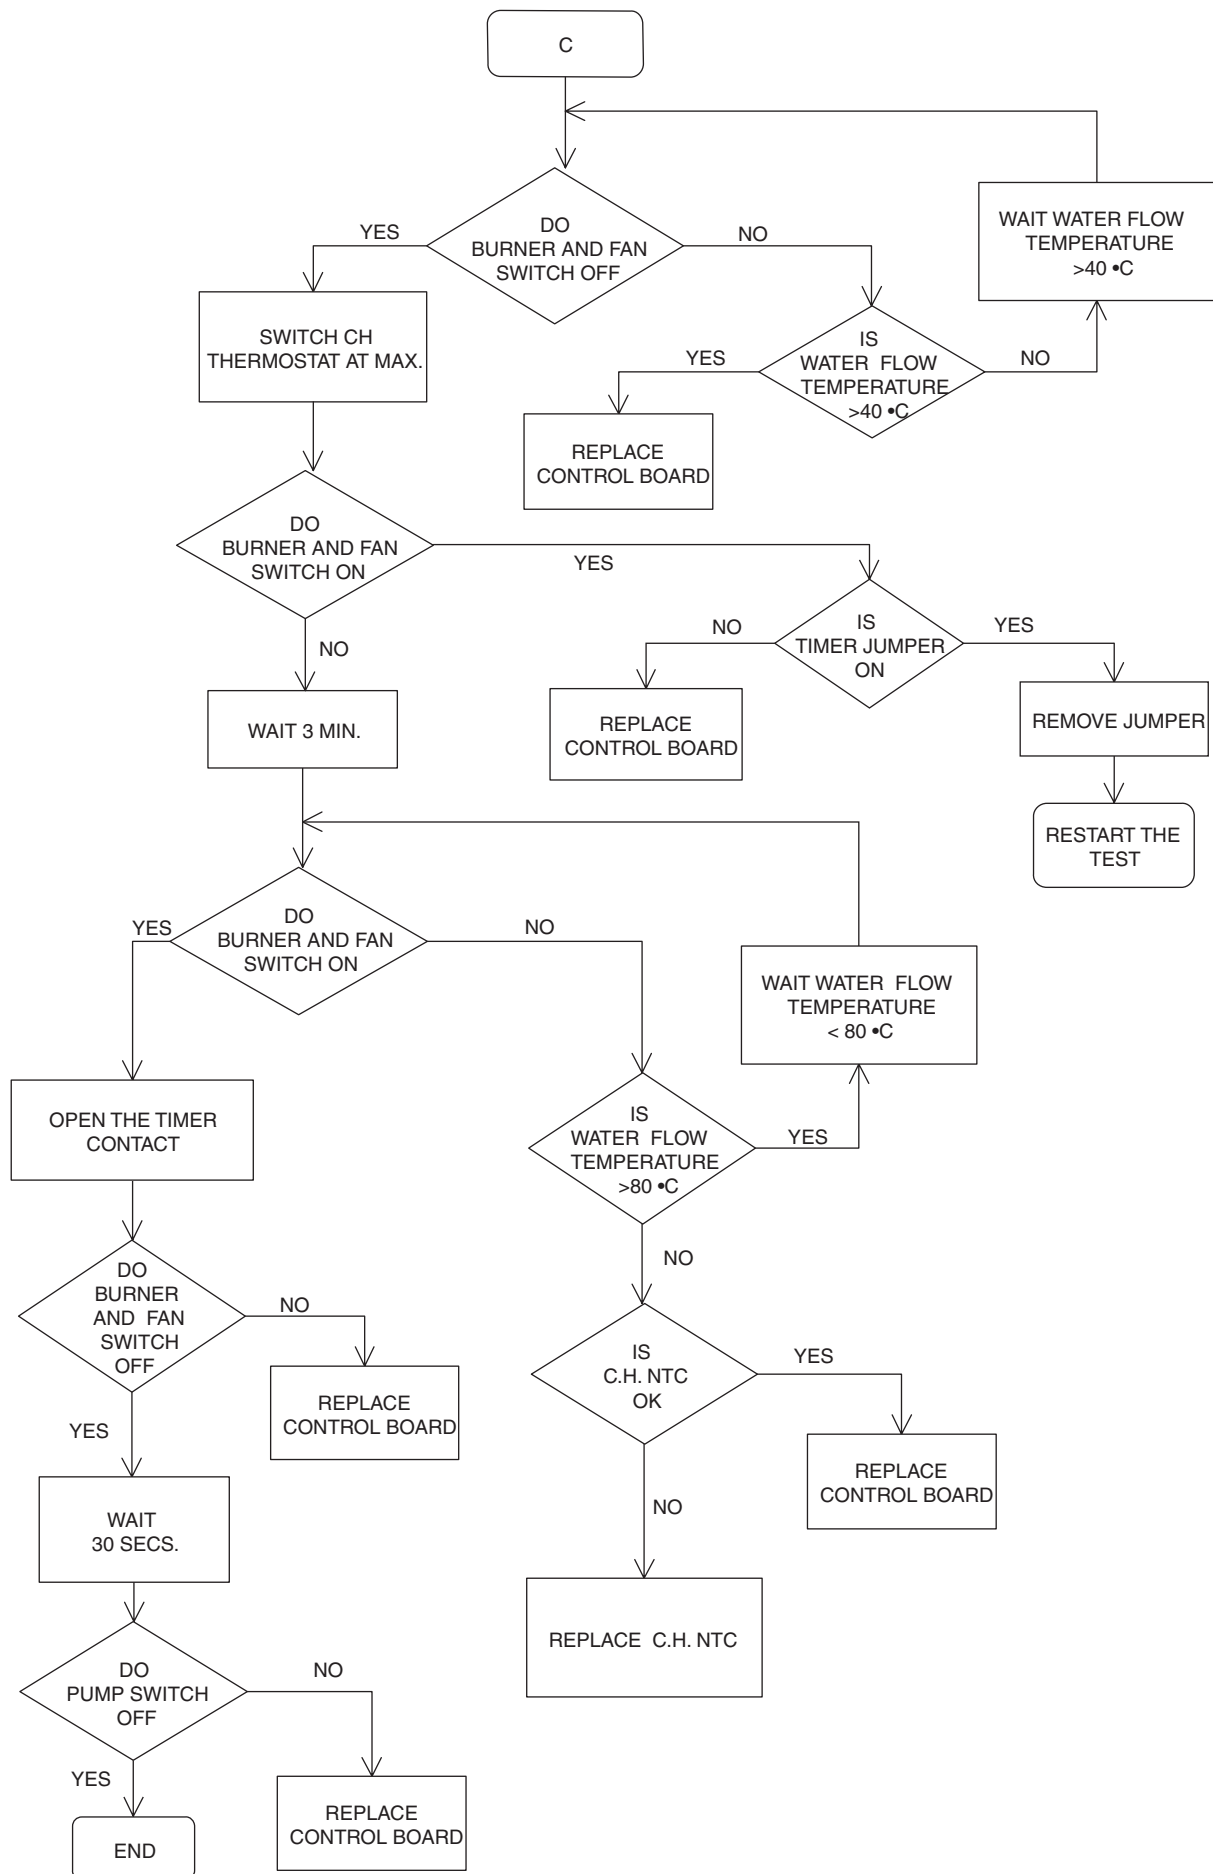 C
DO
BURNER AND FAN
SWITCH OFF
YES
NO
WAIT WATER FLOW
TEMPERATURE
>40 •C
SWITCH CH
THERMOSTAT AT MAX.
IS
WATER FLOW
TEMPERATURE
>40 •C
YES
NO
REPLACE
CONTROL BOARD
DO
BURNER AND FAN
SWITCH ON
YES
NO
IS
TIMER JUMPER
ON
NO
YES
WAIT 3 MIN.
REPLACE
CONTROL BOARD
REMOVE JUMPER
RESTART THE
TEST
DO
BURNER AND FAN
SWITCH ON
YES
NO
WAIT WATER FLOW
TEMPERATURE
< 80 •C
OPEN THE TIMER
CONTACT
IS
WATER FLOW
TEMPERATURE
>80 •C
YES
NO
DO
BURNER
AND FAN
SWITCH
OFF
NO
YES
REPLACE
CONTROL BOARD
IS
C.H. NTC
OK
YES
NO
REPLACE
CONTROL BOARD
WAIT
30 SECS.
REPLACE C.H. NTC
DO
PUMP SWITCH
OFF
NO
YES
REPLACE
CONTROL BOARD
END